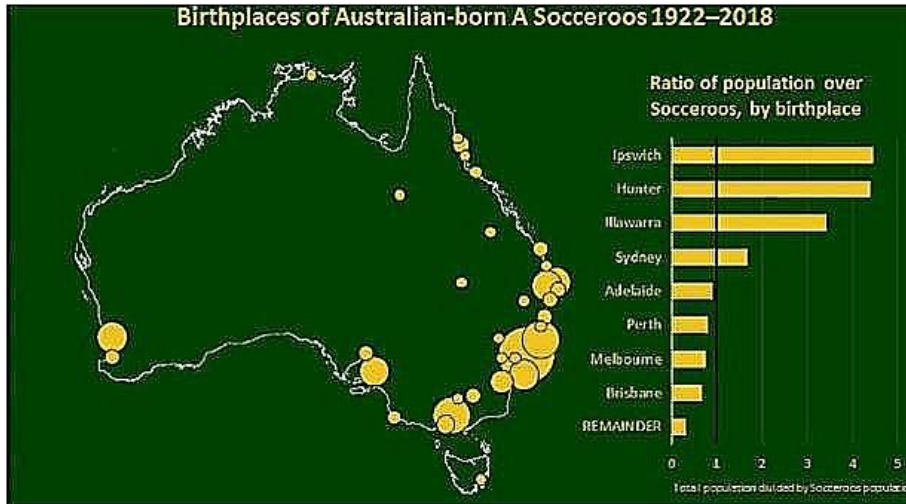 Birthplaces of Australian-born A Socceroos 1922–2018
Ratio of population over
Socceroos, by birthplace
Ipswich
Hunter
Illawarra
Sydney
Adelaide
Perth
Melbourne
Brisbane
REMAINDER
0 1 2 3 4 5
Total population divided by Socceroos populatio